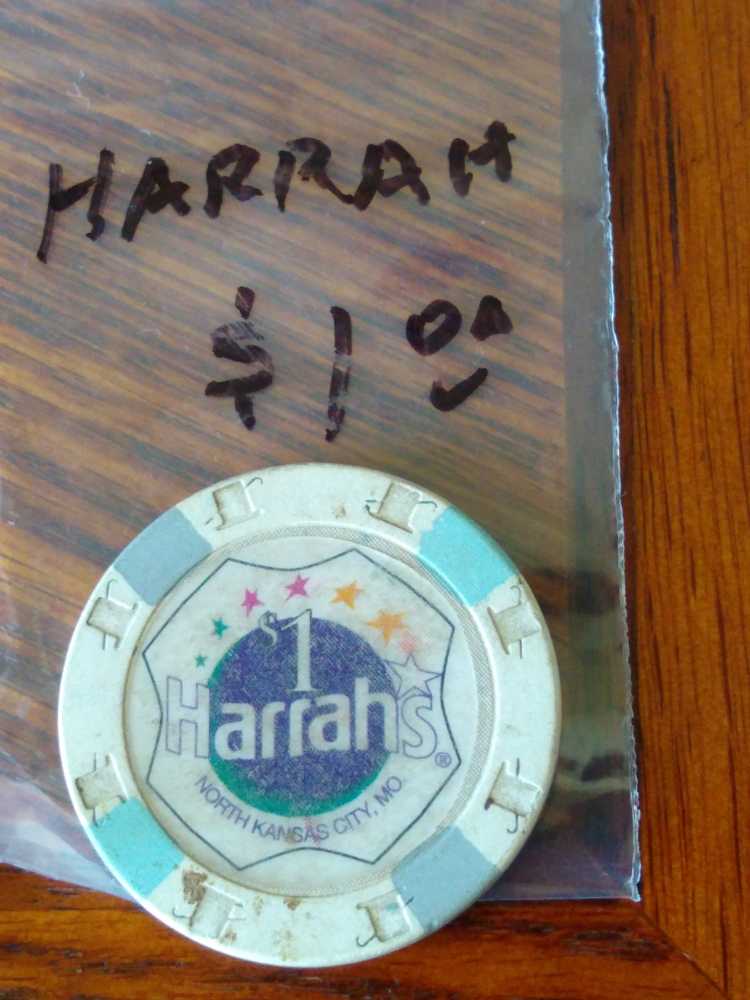 HARRAH
$1 00
$1
Harrah's®
NORTH KANSAS CITY, MO